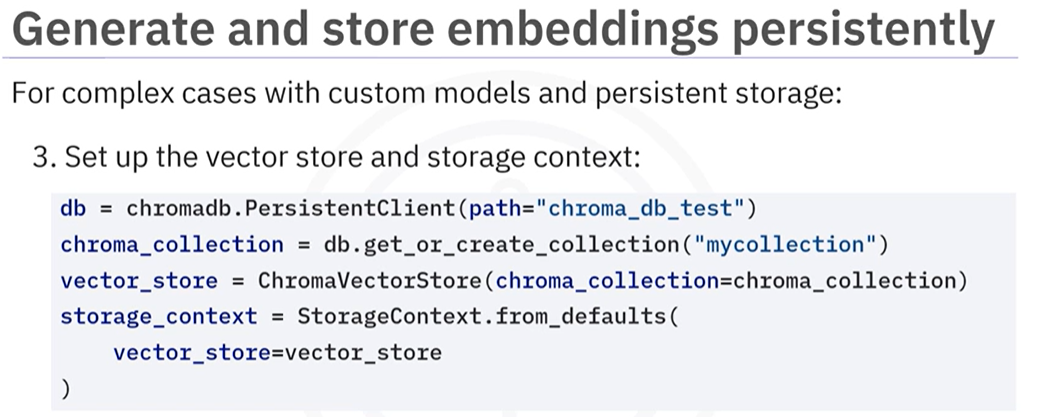 Generate and store embeddings persistently
For complex cases with custom models and persistent storage:
3. Set up the vector store and storage context:
db = chromadb.PersistentClient(path="chroma_db_test")
chroma_collection = db.get_or_create_collection("mycollection")
vector_store = ChromaVectorStore(chroma_collection=chroma_collection)
storage_context = StorageContext.from_defaults(
    vector_store=vector_store
)